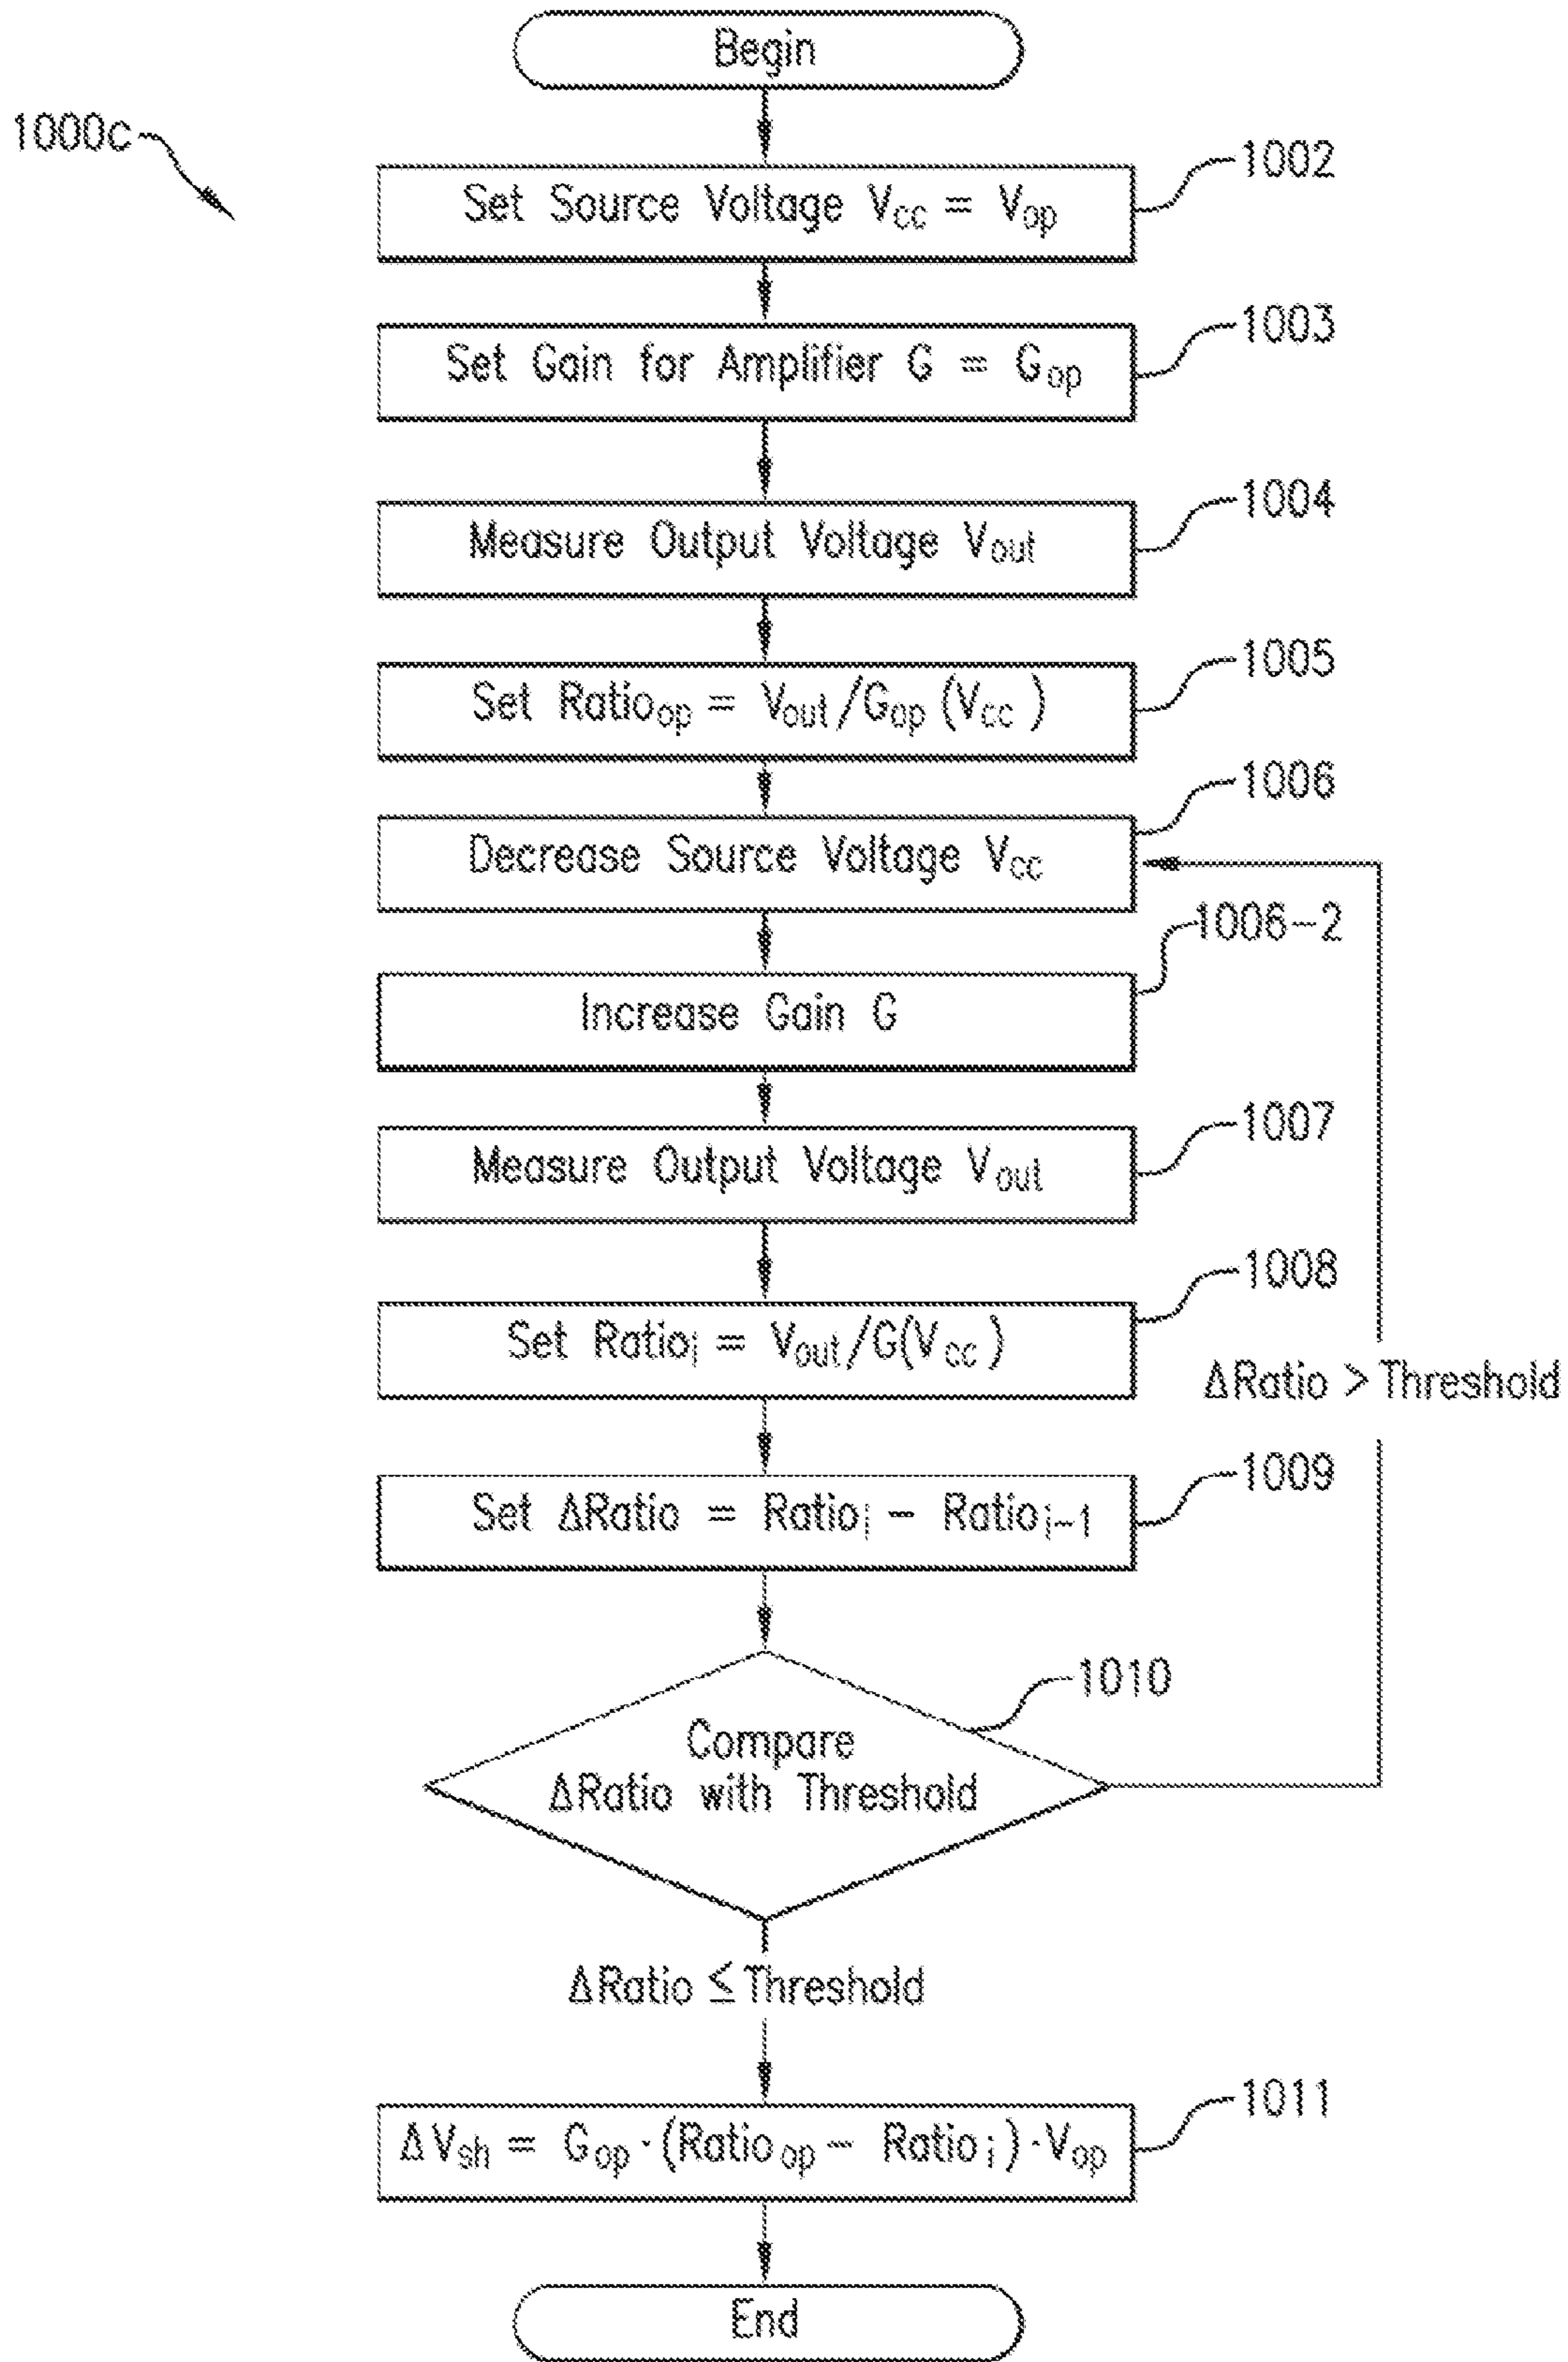 Begin
1000c
Set Source Voltage Vcc = Vop
1002
Set Gain for Amplifier G = Gop
1003
Measure Output Voltage Vout
1004
Set Ratioop = Vout/Gop (Vcc)
1005
Decrease Source Voltage Vcc
1006
Increase Gain G
1006-2
Measure Output Voltage Vout
1007
Set Ratioi = Vout/G(Vcc)
1008
ΔRatio > Threshold
Set ΔRatio = Ratioi - Ratioi-1
1009
Compare
ΔRatio with Threshold
1010
ΔRatio ≤ Threshold
ΔVsh = Gop·(Ratioop - Ratioi)·Vop
1011
End